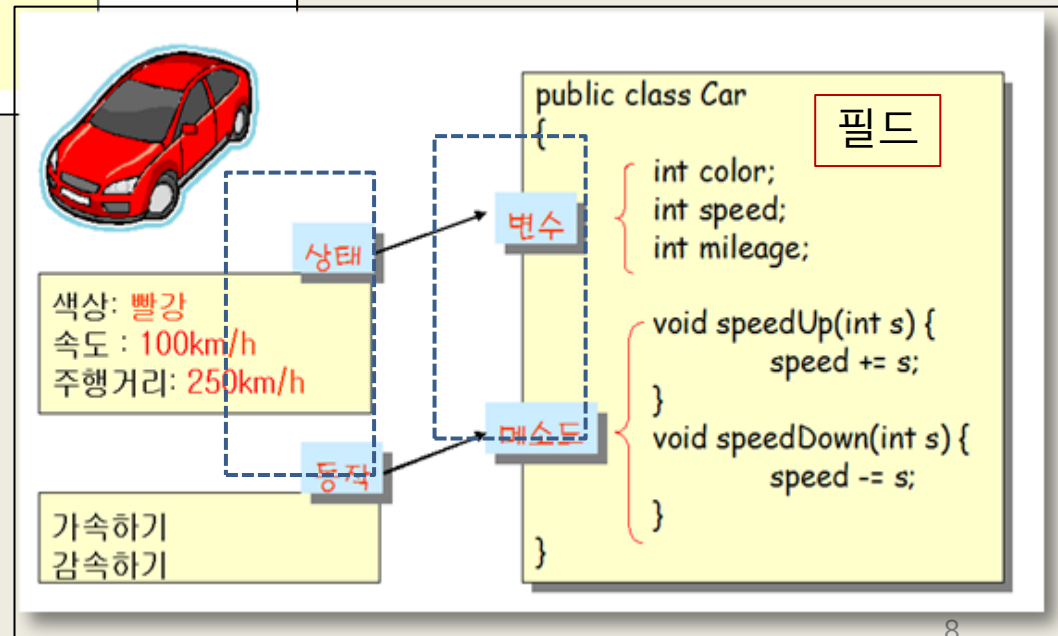 상태
색상: 빨강
속도 : 100km/h
주행거리: 250km/h
동작
가속하기
감속하기
public class Car
{
필드
변수
int color;
int speed;
int mileage;
메소드
void speedUp(int s) {
speed += s;
}
void speedDown(int s) {
speed -= s;
}
}
8